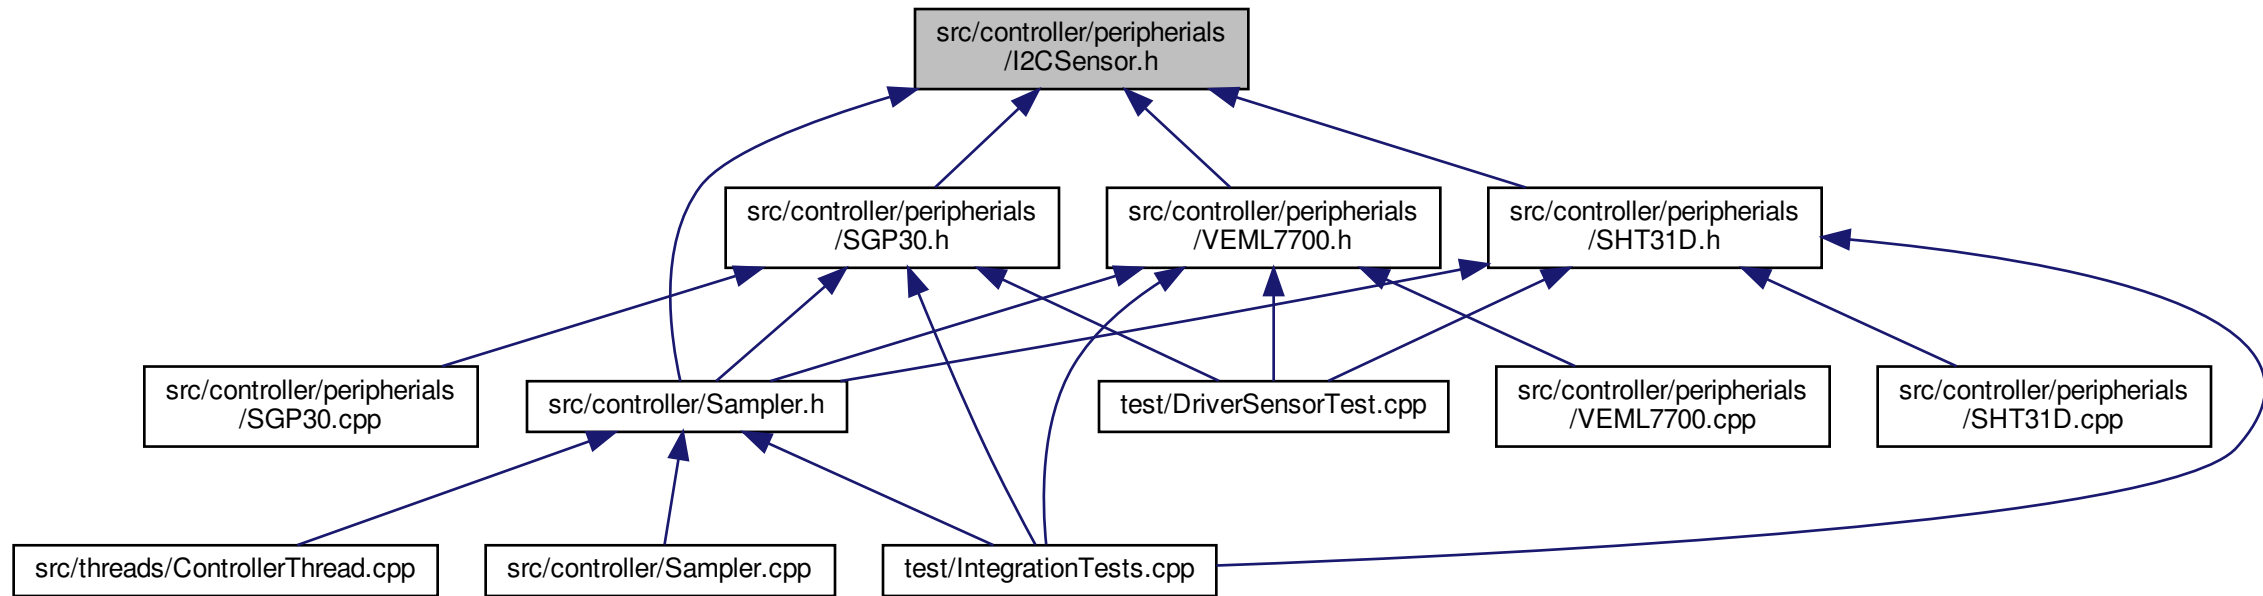 src/controller/peripherials
/I2CSensor.h
src/controller/peripherials
/SGP30.h
src/controller/peripherials
/VEML7700.h
src/controller/peripherials
/SHT31D.h
src/controller/peripherials
/SGP30.cpp
src/controller/Sampler.h
test/DriverSensorTest.cpp
src/controller/peripherials
/VEML7700.cpp
src/controller/peripherials
/SHT31D.cpp
src/threads/ControllerThread.cpp
src/controller/Sampler.cpp
test/IntegrationTests.cpp